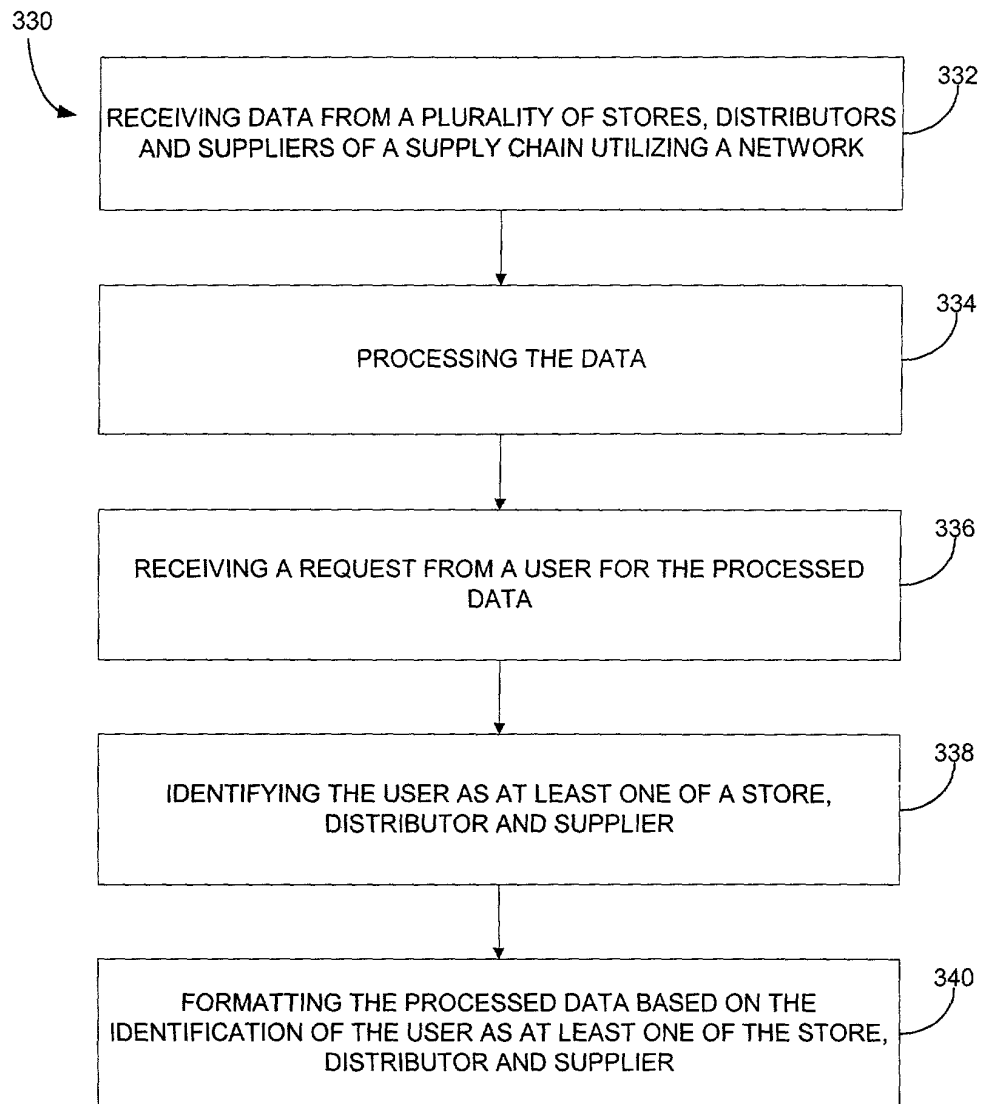 330
332
RECEIVING DATA FROM A PLURALITY OF STORES, DISTRIBUTORS
AND SUPPLIERS OF A SUPPLY CHAIN UTILIZING A NETWORK
334
PROCESSING THE DATA
336
RECEIVING A REQUEST FROM A USER FOR THE PROCESSED
DATA
338
IDENTIFYING THE USER AS AT LEAST ONE OF A STORE,
DISTRIBUTOR AND SUPPLIER
340
FORMATTING THE PROCESSED DATA BASED ON THE
IDENTIFICATION OF THE USER AS AT LEAST ONE OF THE STORE,
DISTRIBUTOR AND SUPPLIER